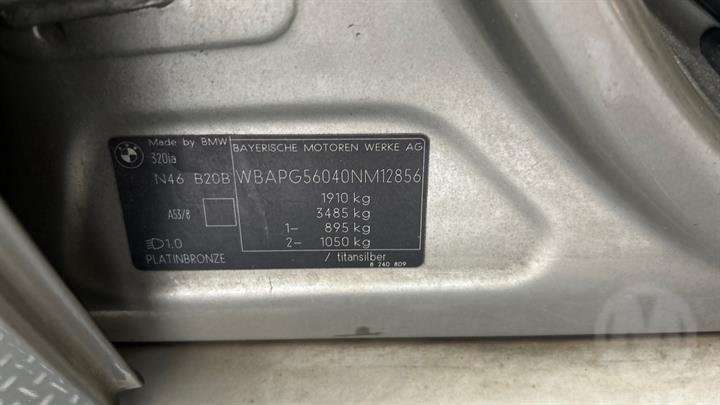 BMW
Made by BMW
320ia
N46 B20B
BAYERISCHE MOTOREN WERKE AG
WBAPG56040NM12856
1910 kg
3485 kg
1- 895 kg
2- 1050 kg
A53/8
1.0
PLATINBRONZE
/ titansilber
8 240 809
M